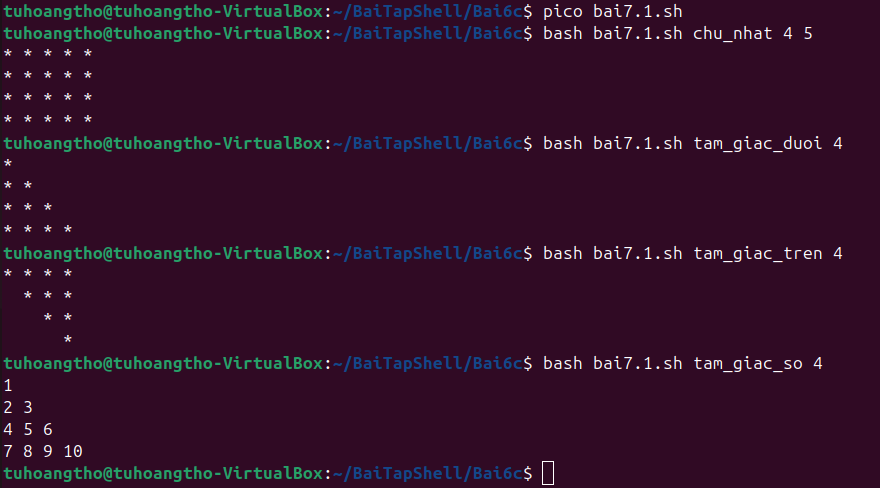 tuhoangtho@tuhoangtho-VirtualBox:~/BaiTapShell/Bai6c$ pico bai7.1.sh
tuhoangtho@tuhoangtho-VirtualBox:~/BaiTapShell/Bai6c$ bash bai7.1.sh chu_nhat 4 5
* * * * *
* * * * *
* * * * *
* * * * *
tuhoangtho@tuhoangtho-VirtualBox:~/BaiTapShell/Bai6c$ bash bai7.1.sh tam_giac_duoi 4
*
* *
* * *
* * * *
tuhoangtho@tuhoangtho-VirtualBox:~/BaiTapShell/Bai6c$ bash bai7.1.sh tam_giac_tren 4
* * * *
  * * *
    * *
      *
tuhoangtho@tuhoangtho-VirtualBox:~/BaiTapShell/Bai6c$ bash bai7.1.sh tam_giac_so 4
1
2 3
4 5 6
7 8 9 10
tuhoangtho@tuhoangtho-VirtualBox:~/BaiTapShell/Bai6c$